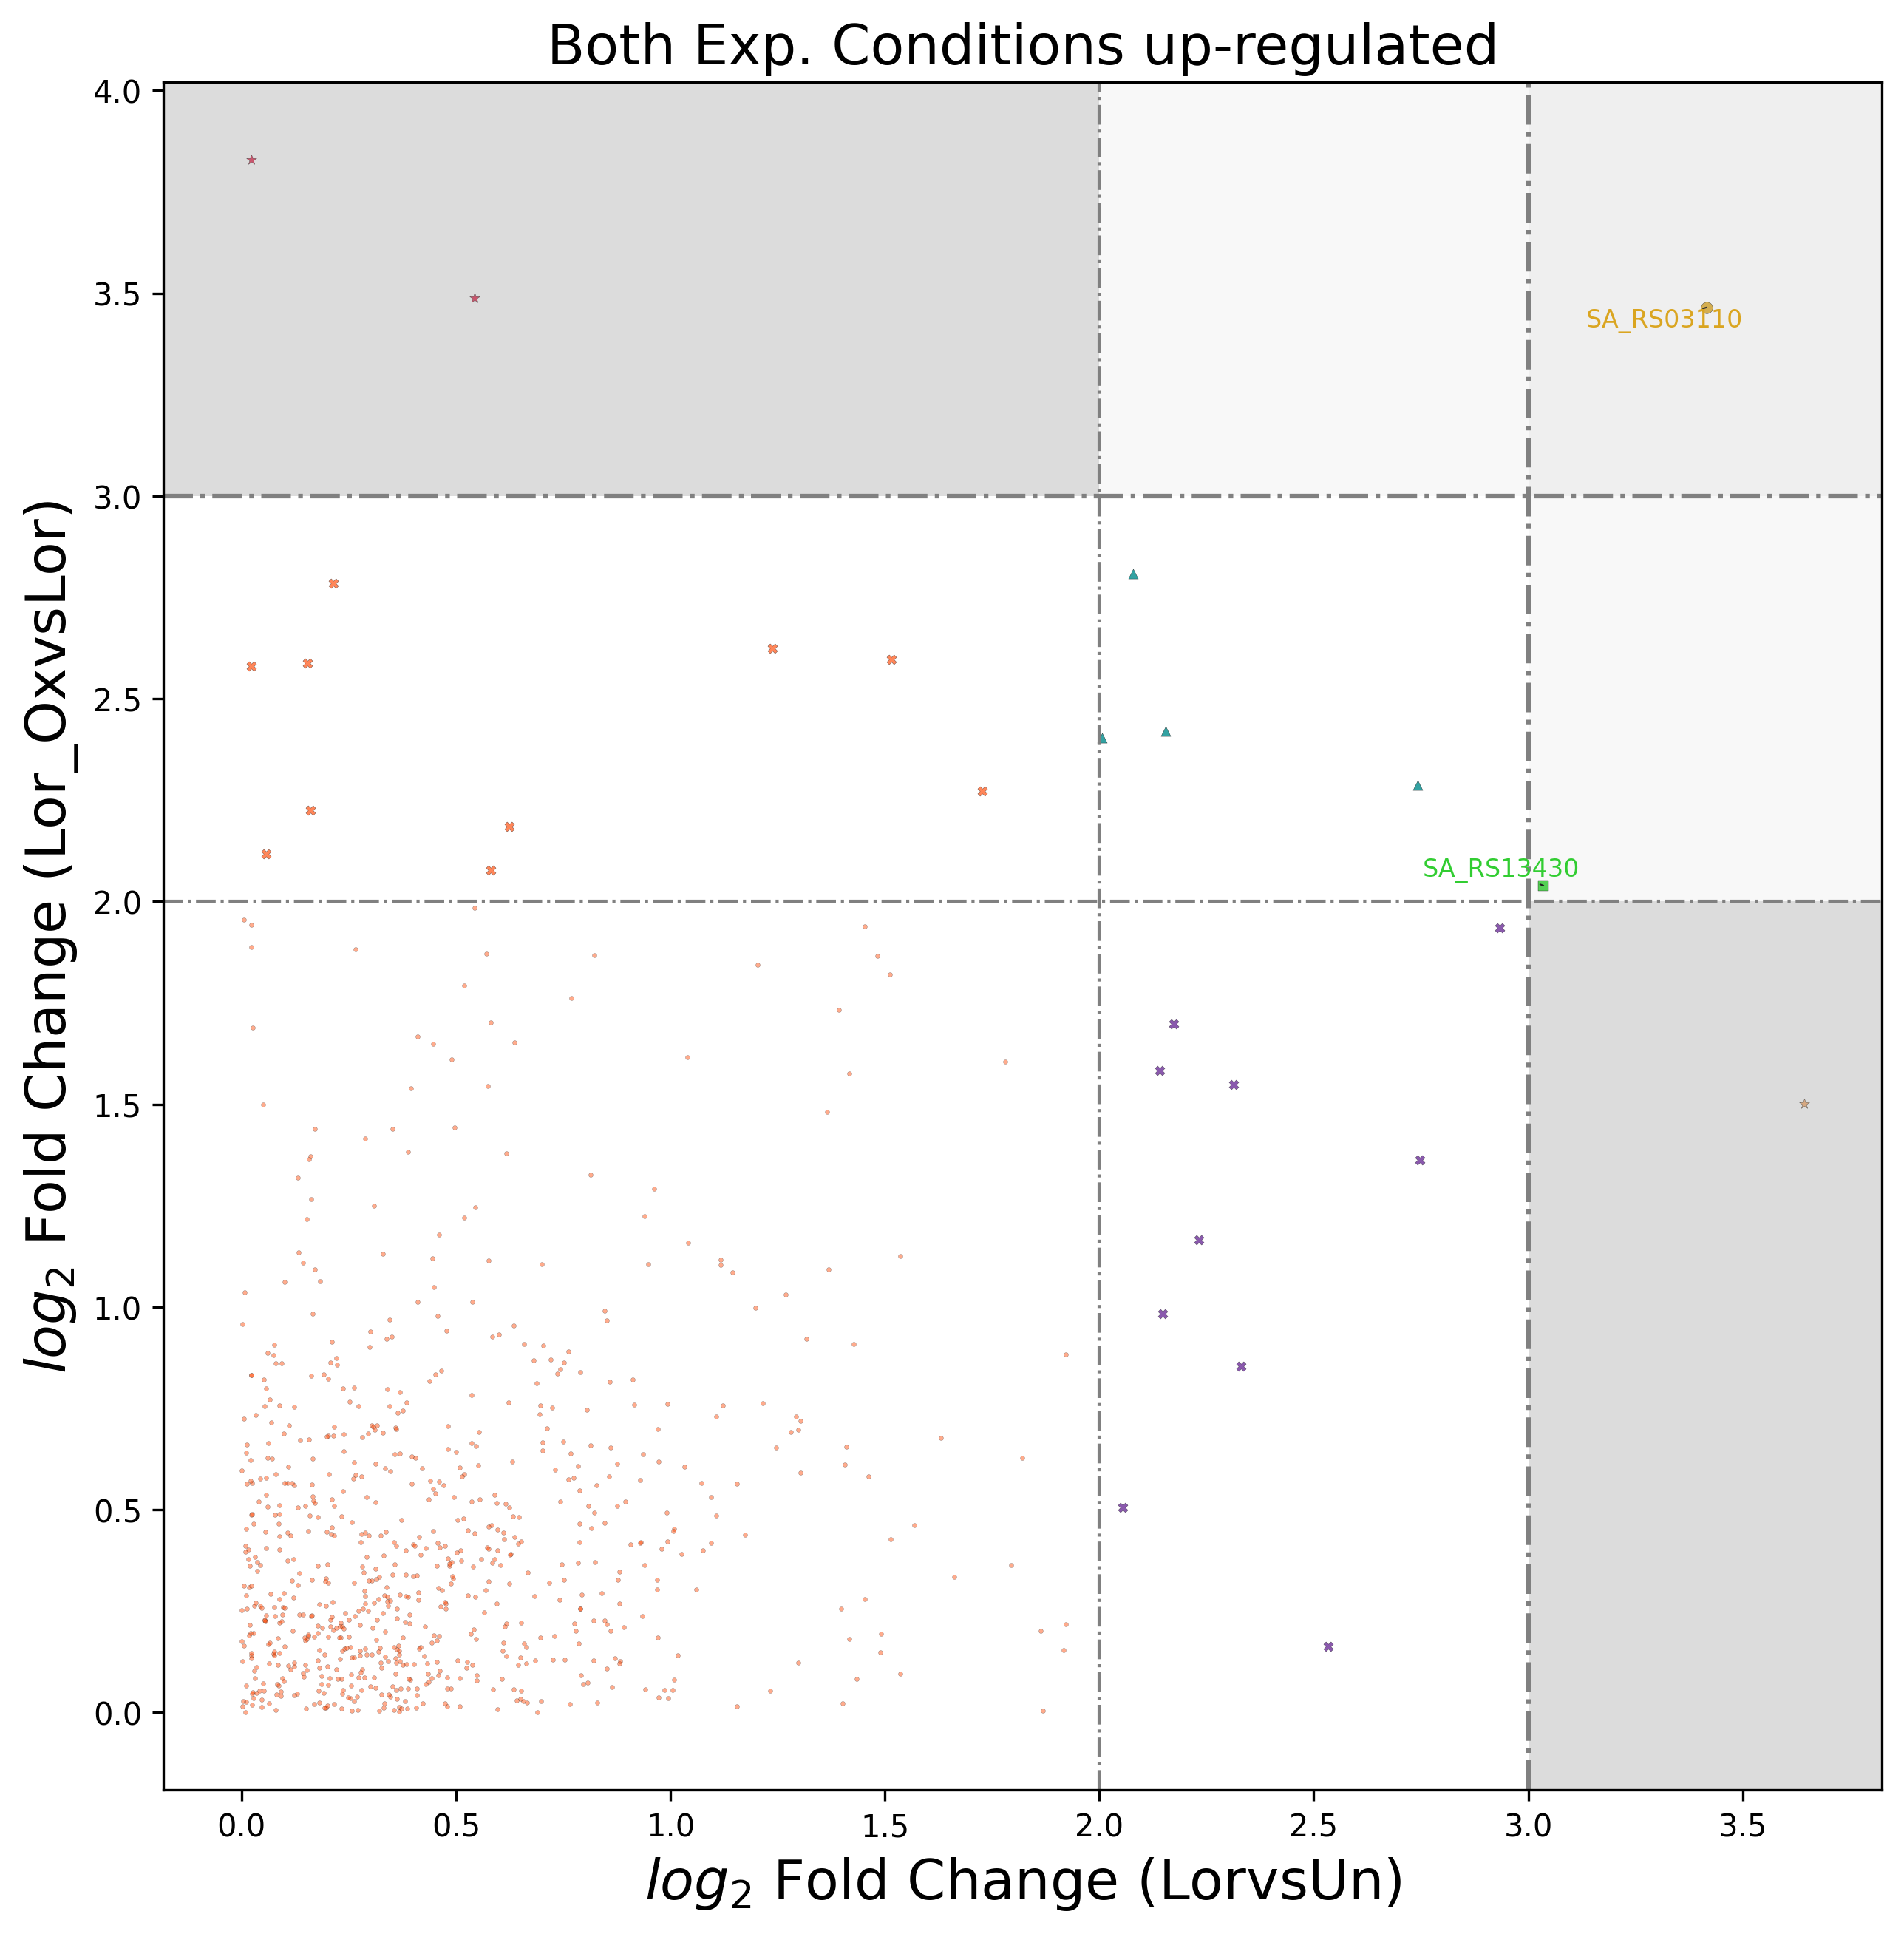 Both Exp. Conditions up-regulated
4.0
3.5
3.0
2.5
2.0
1.5
1.0
0.5
0.0
log2 Fold Change (Lor_OxvsLor)
SA_RS03110
SA_RS13430
0.0 0.5 1.0 1.5 2.0 2.5 3.0 3.5
log2 Fold Change (LorvsUn)